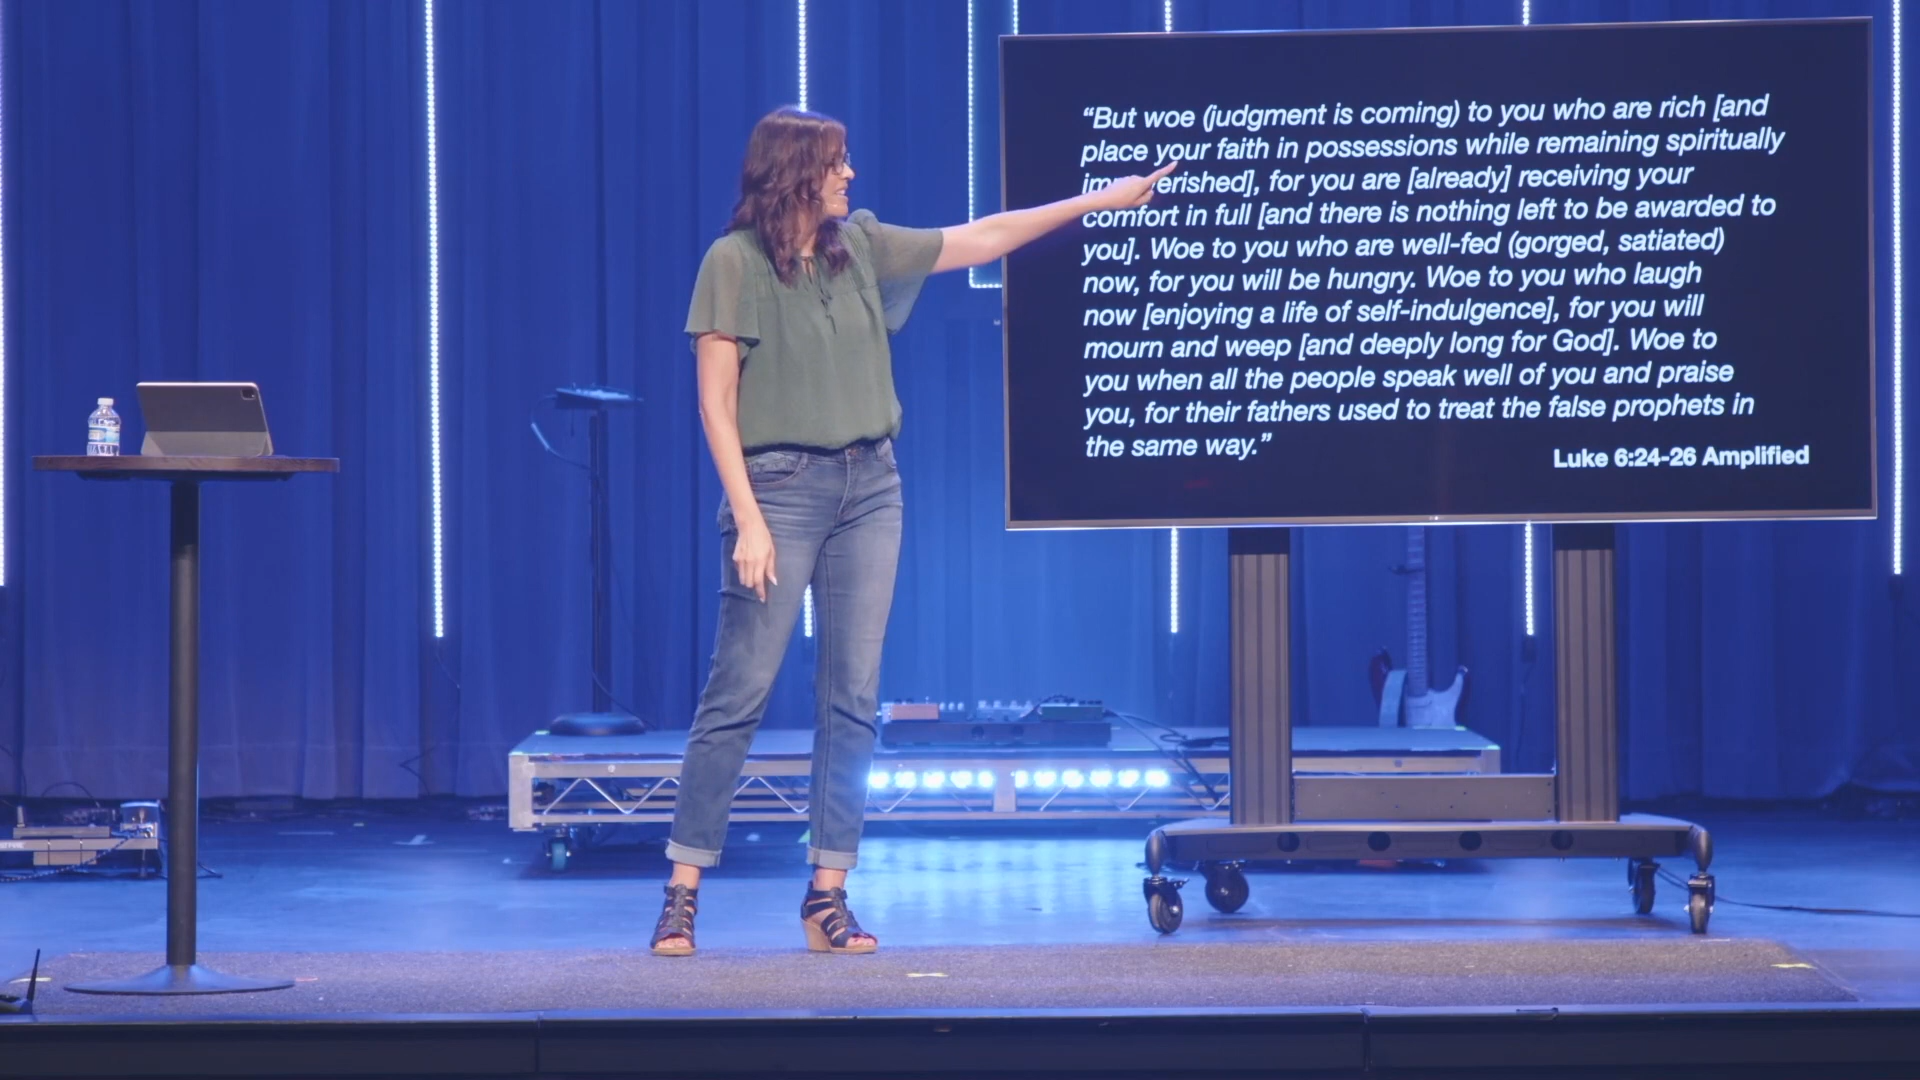 “But woe (judgment is coming) to you who are rich [and
place your faith in possessions while remaining spiritually
for you are [already] receiving your
comfort in full [and there is nothing left to be awarded to
you]. Woe to you who are well-fed (gorged, satiated)
now, for you will be hungry. Woe to you who laugh
now [enjoying a life of self-indulgence], for you will
mourn and weep [and deeply long for God]. Woe to
you when all the people speak well of you and praise
you, for their fathers used to treat the false prophets in
the same way.”
Luke 6:24-26 Amplified